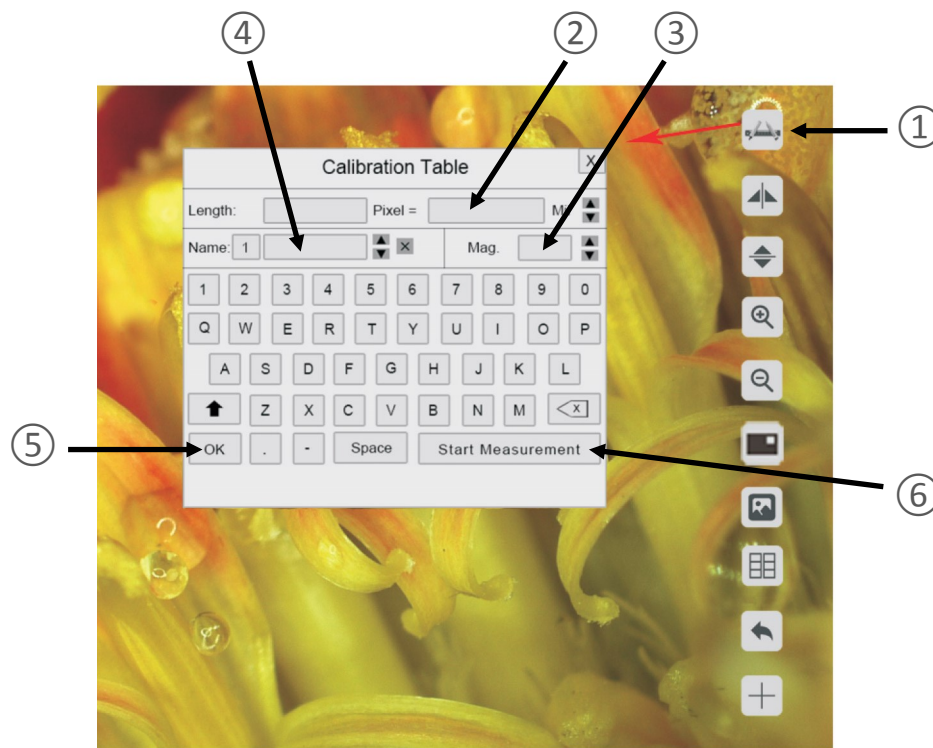 ④ ② ③
①
Calibration Table X
Length: Pixel =
Name: 1 X Mag.
1 2 3 4 5 6 7 8 9 0
Q W E R T Y U I O P
A S D F G H J K L
Z X C V B N M X
⑤
OK . - Space Start Measurement
⑥